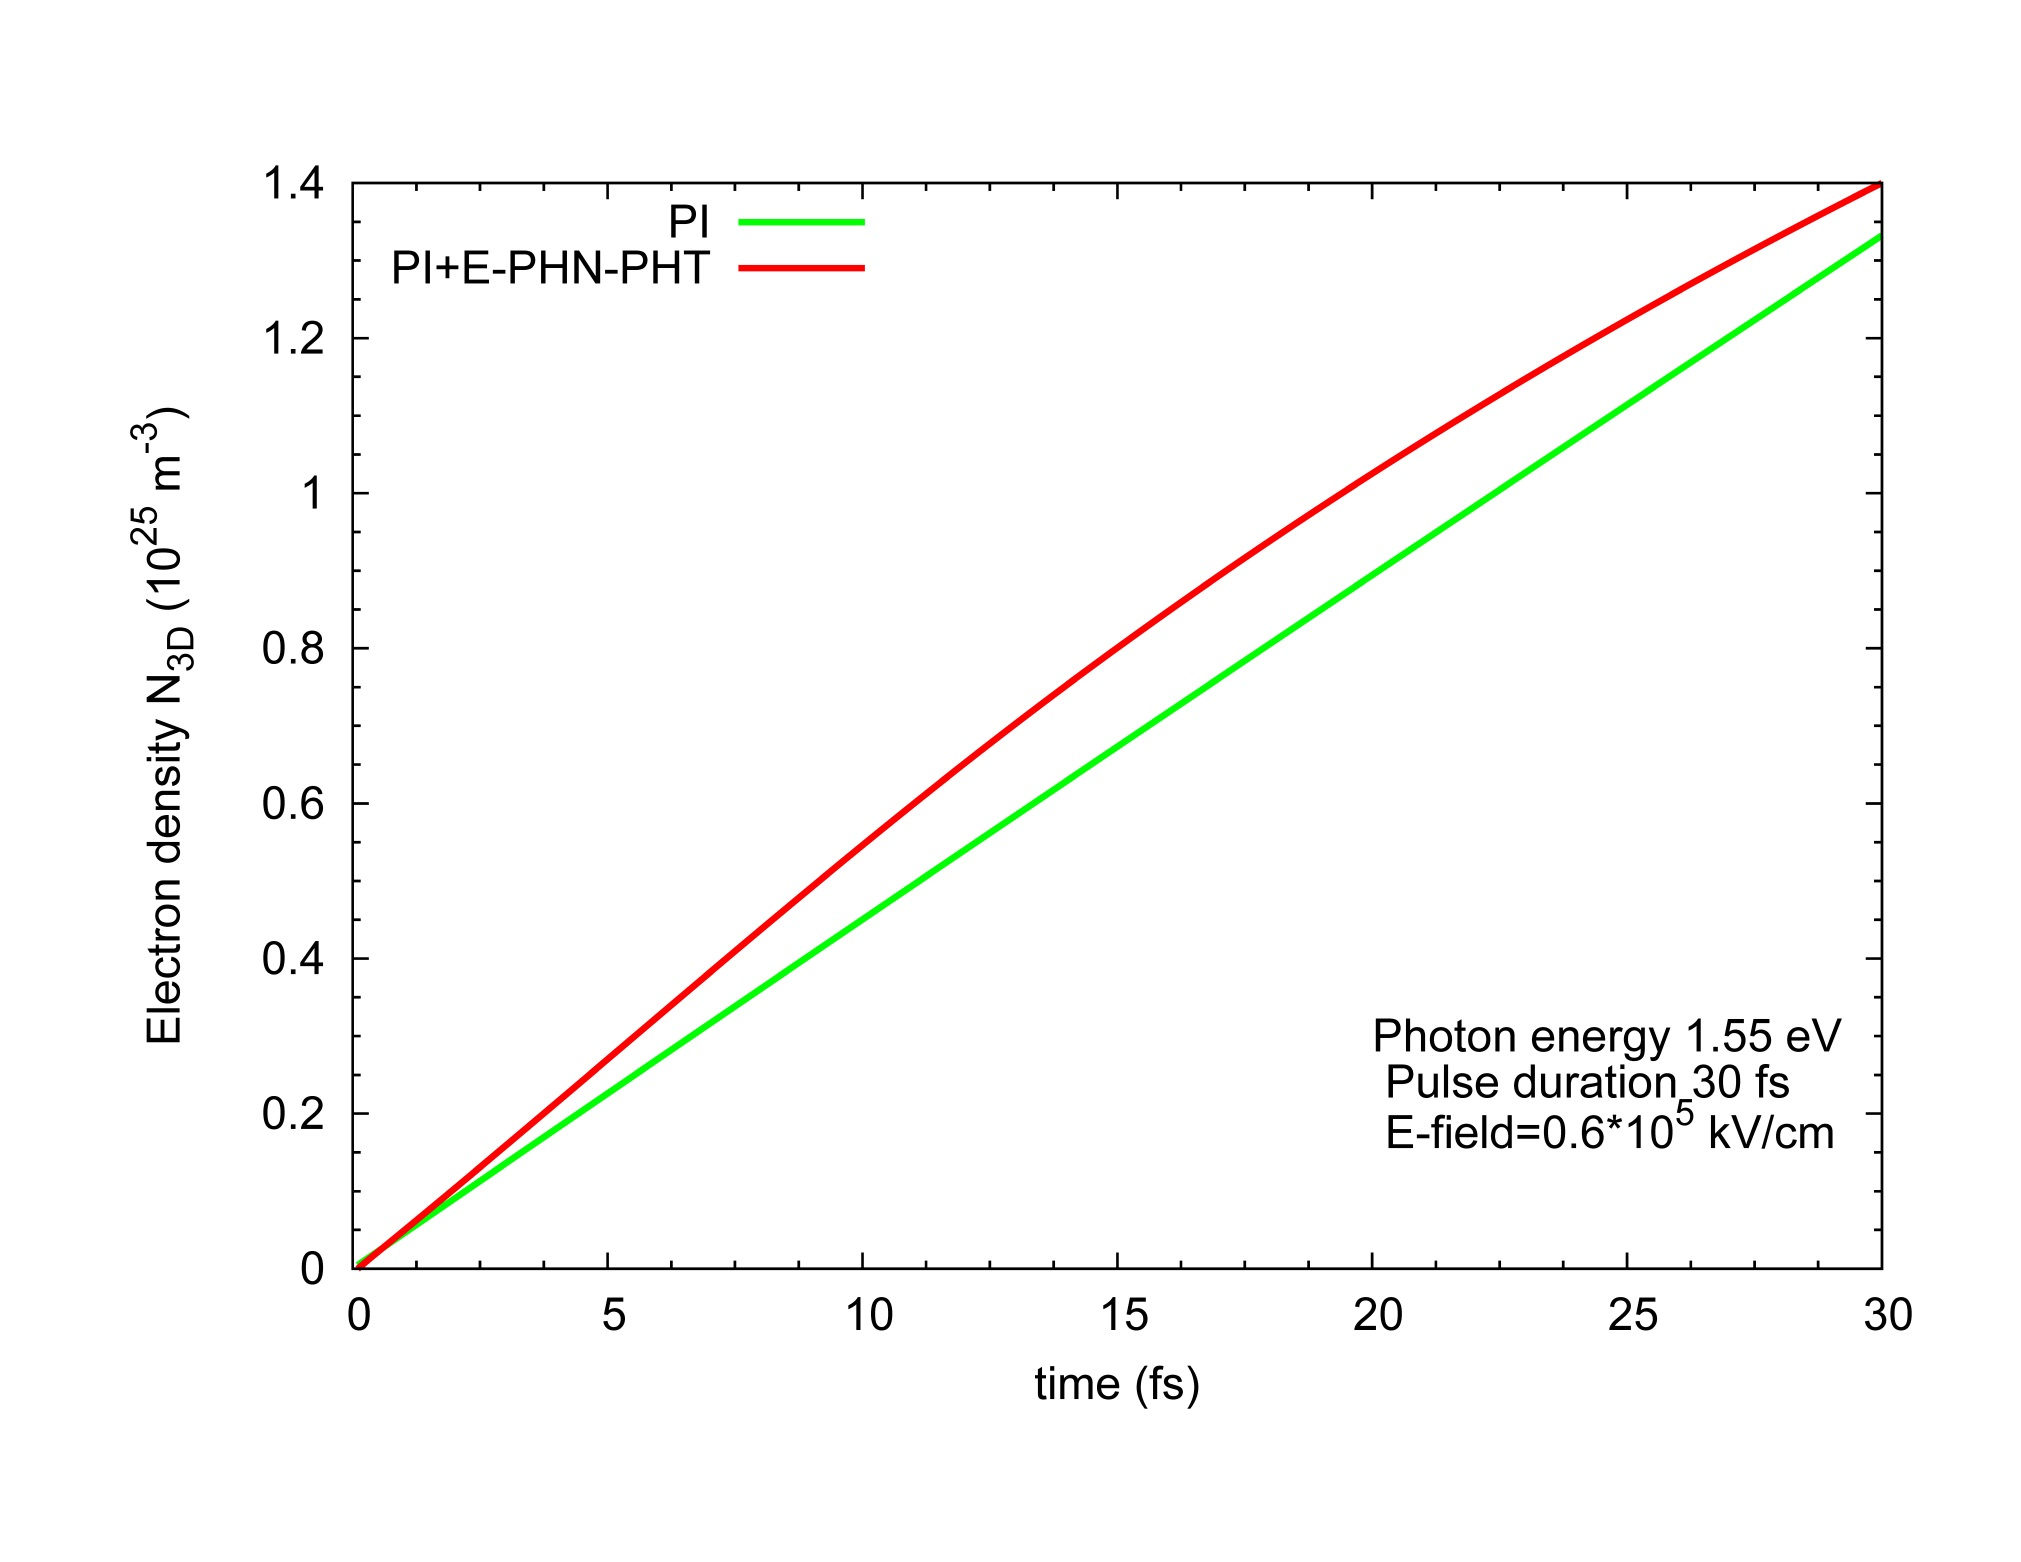 1.4
1.2
1
0.8
0.6
0.4
0.2
0
0 5 10 15 20 25 30
Electron density N3D (10^25 m^-3)
time (fs)
PI
PI+E-PHN-PHT
Photon energy 1.55 eV
Pulse duration 30 fs
E-field=0.6*10^5 kV/cm